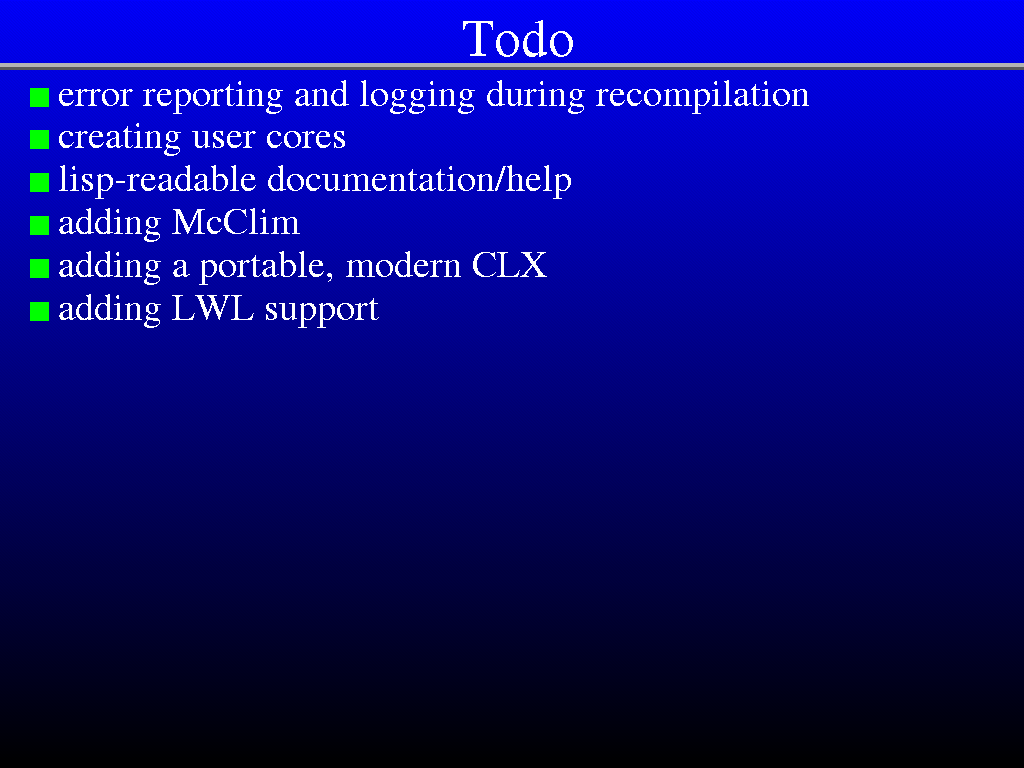 Todo
error reporting and logging during recompilation
creating user cores
lisp-readable documentation/help
adding McClim
adding a portable, modern CLX
adding LWL support